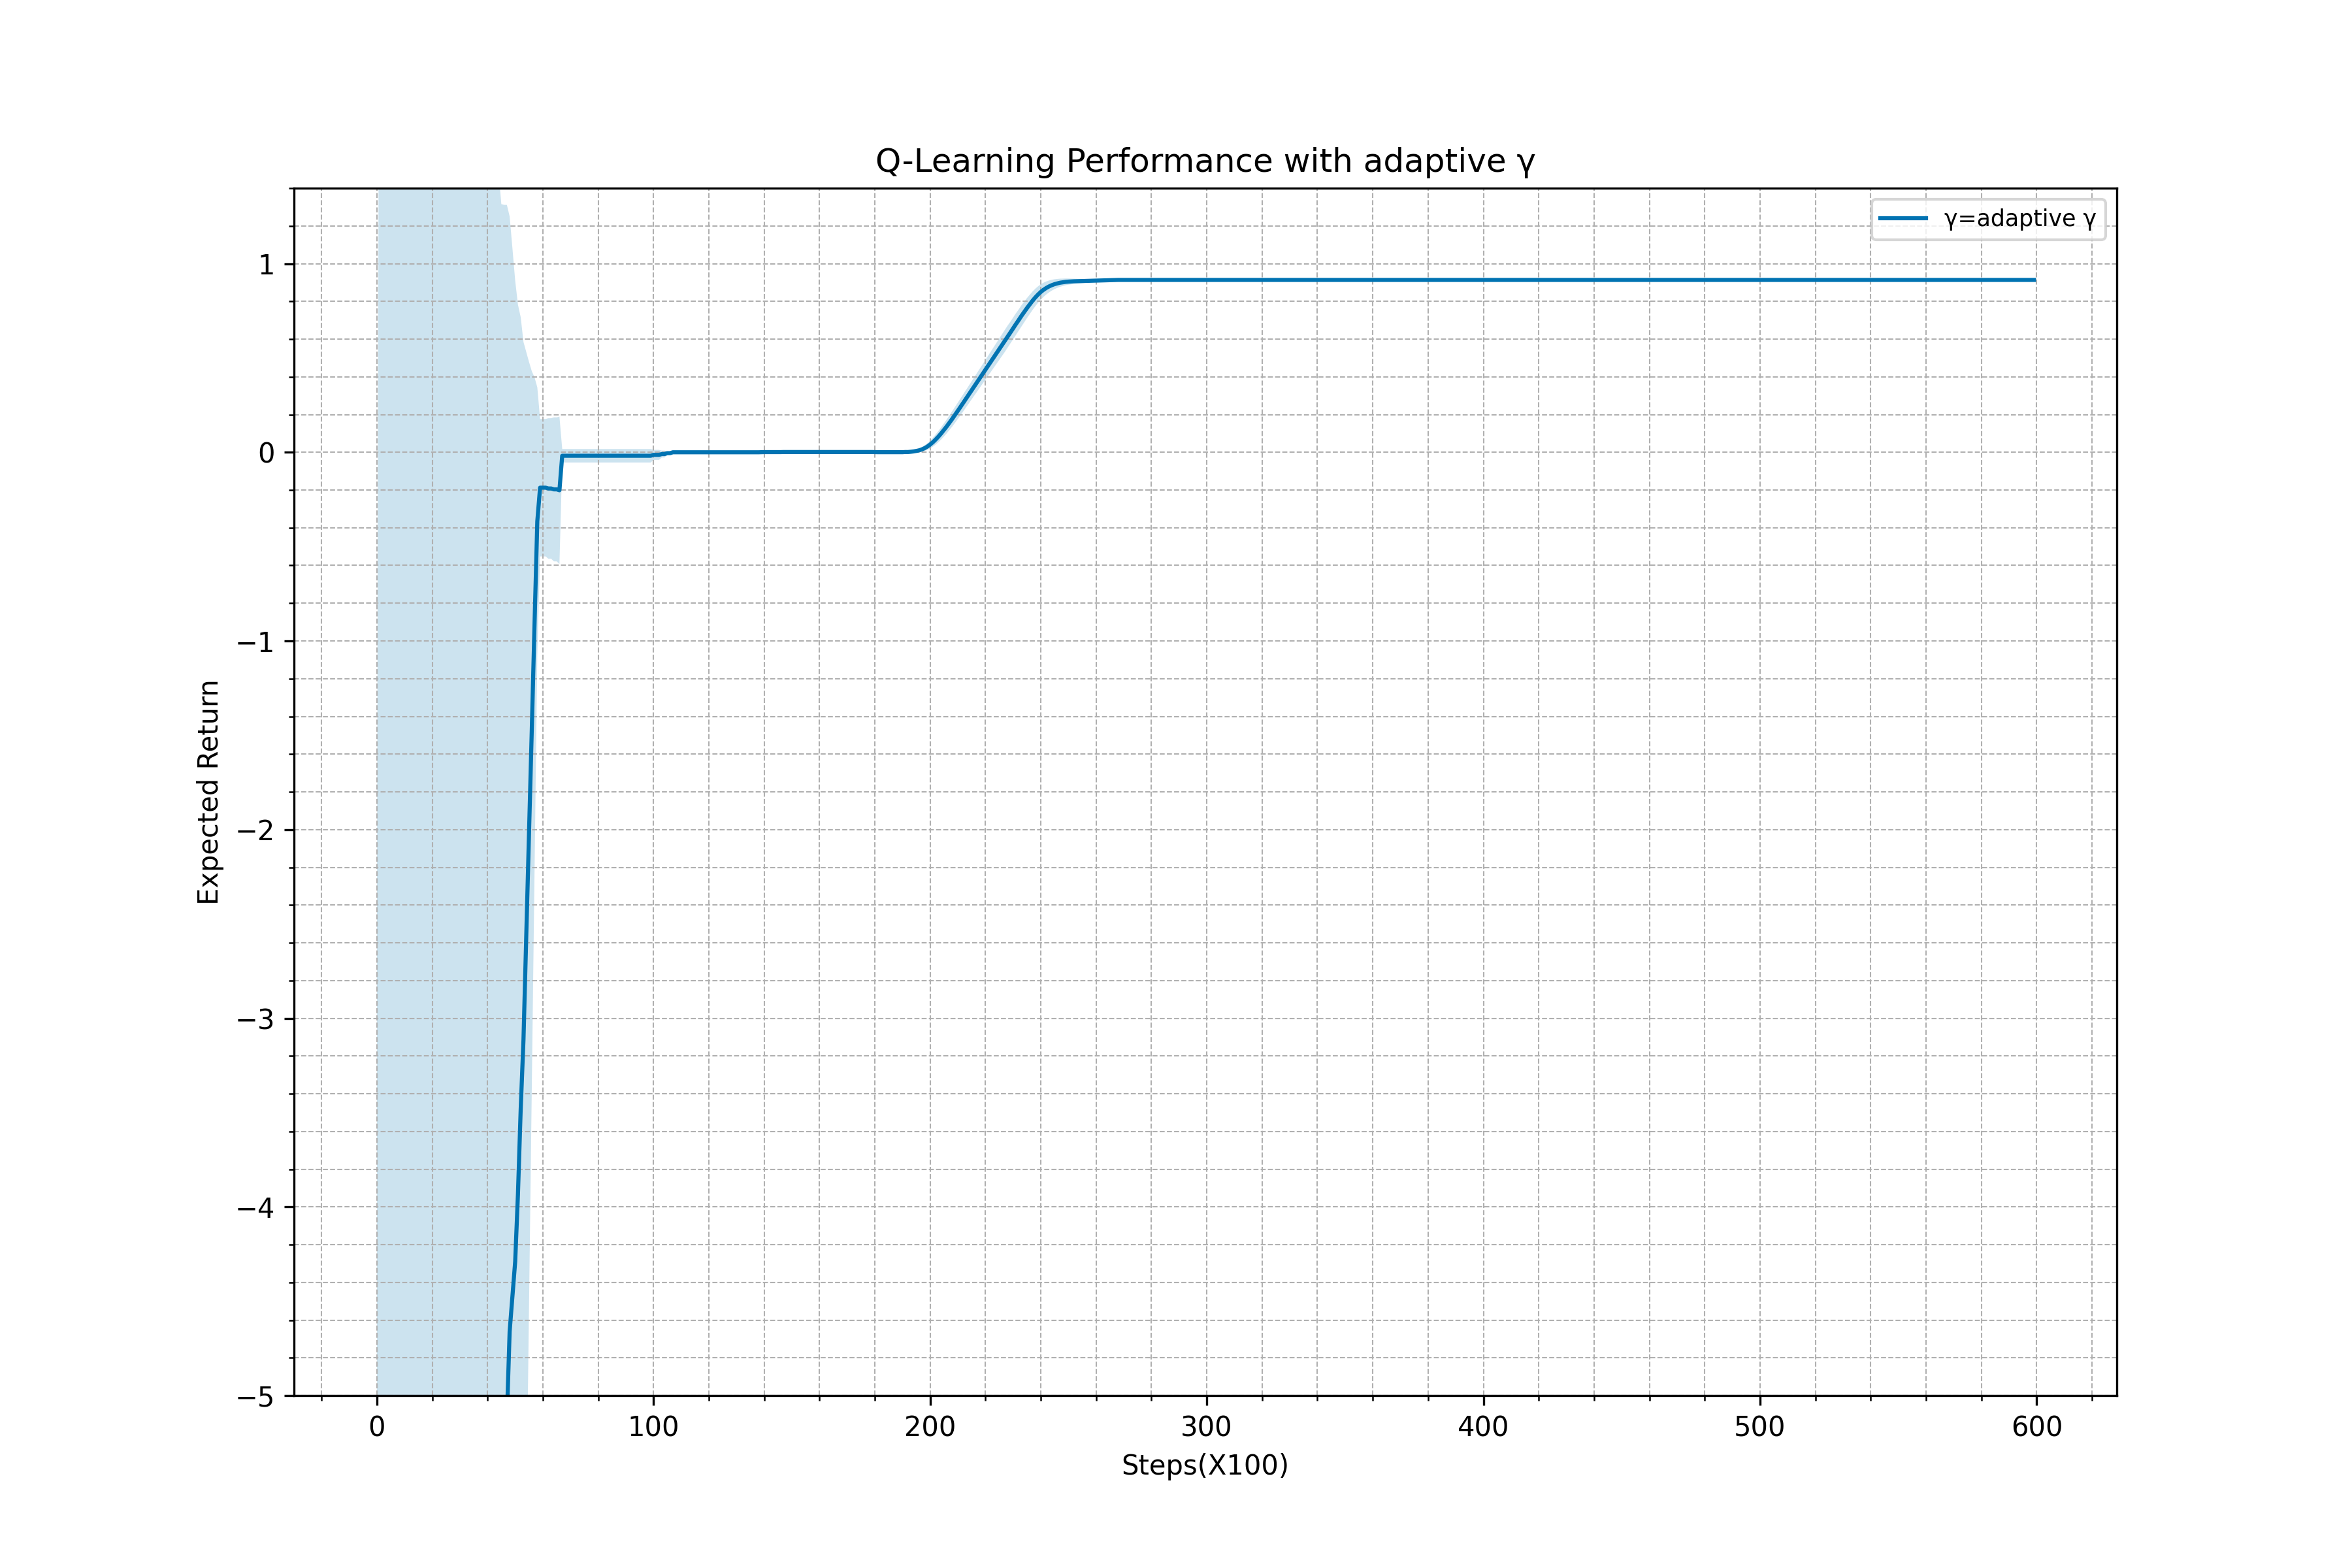 Q-Learning Performance with adaptive γ
γ=adaptive γ
1
0
−1
−2
−3
−4
−5
Expected Return
0 100 200 300 400 500 600
Steps(X100)